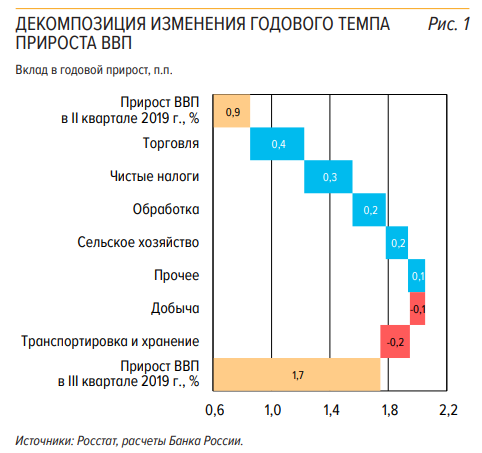 ДЕКОМПОЗИЦИЯ ИЗМЕНЕНИЯ ГОДОВОГО ТЕМПА Рис. 1
ПРИРОСТА ВВП
Вклад в годовой прирост, п.п.
Прирост ВВП
в II квартале 2019 г., % 0,9
Торговля 0,4
Чистые налоги 0,3
Обработка 0,2
Сельское хозяйство 0,2
Прочее 0,1
Добыча -0,1
Транспортировка и хранение -0,2
Прирост ВВП
в III квартале 2019 г., % 1,7
0,6 1,0 1,4 1,8 2,2
Источники: Росстат, расчеты Банка России.